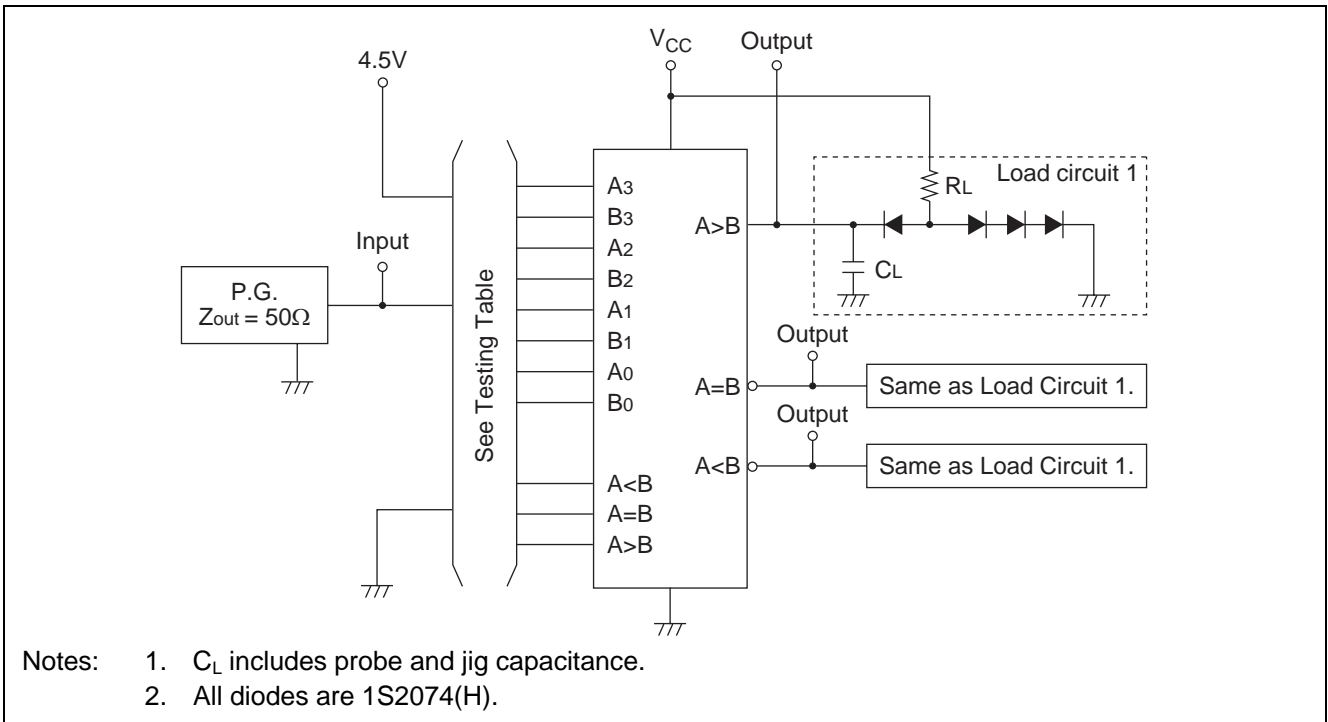 4.5V
VCC
Output
Input
P.G.
Zout = 50Ω
See Testing Table
A3
B3
A2
B2
A1
B1
A0
B0
A<B
A=B
A>B
A>B
A=B
A<B
Load circuit 1
RL
CL
Output
Same as Load Circuit 1.
Output
Same as Load Circuit 1.
Notes: 1. CL includes probe and jig capacitance.
2. All diodes are 1S2074(H).